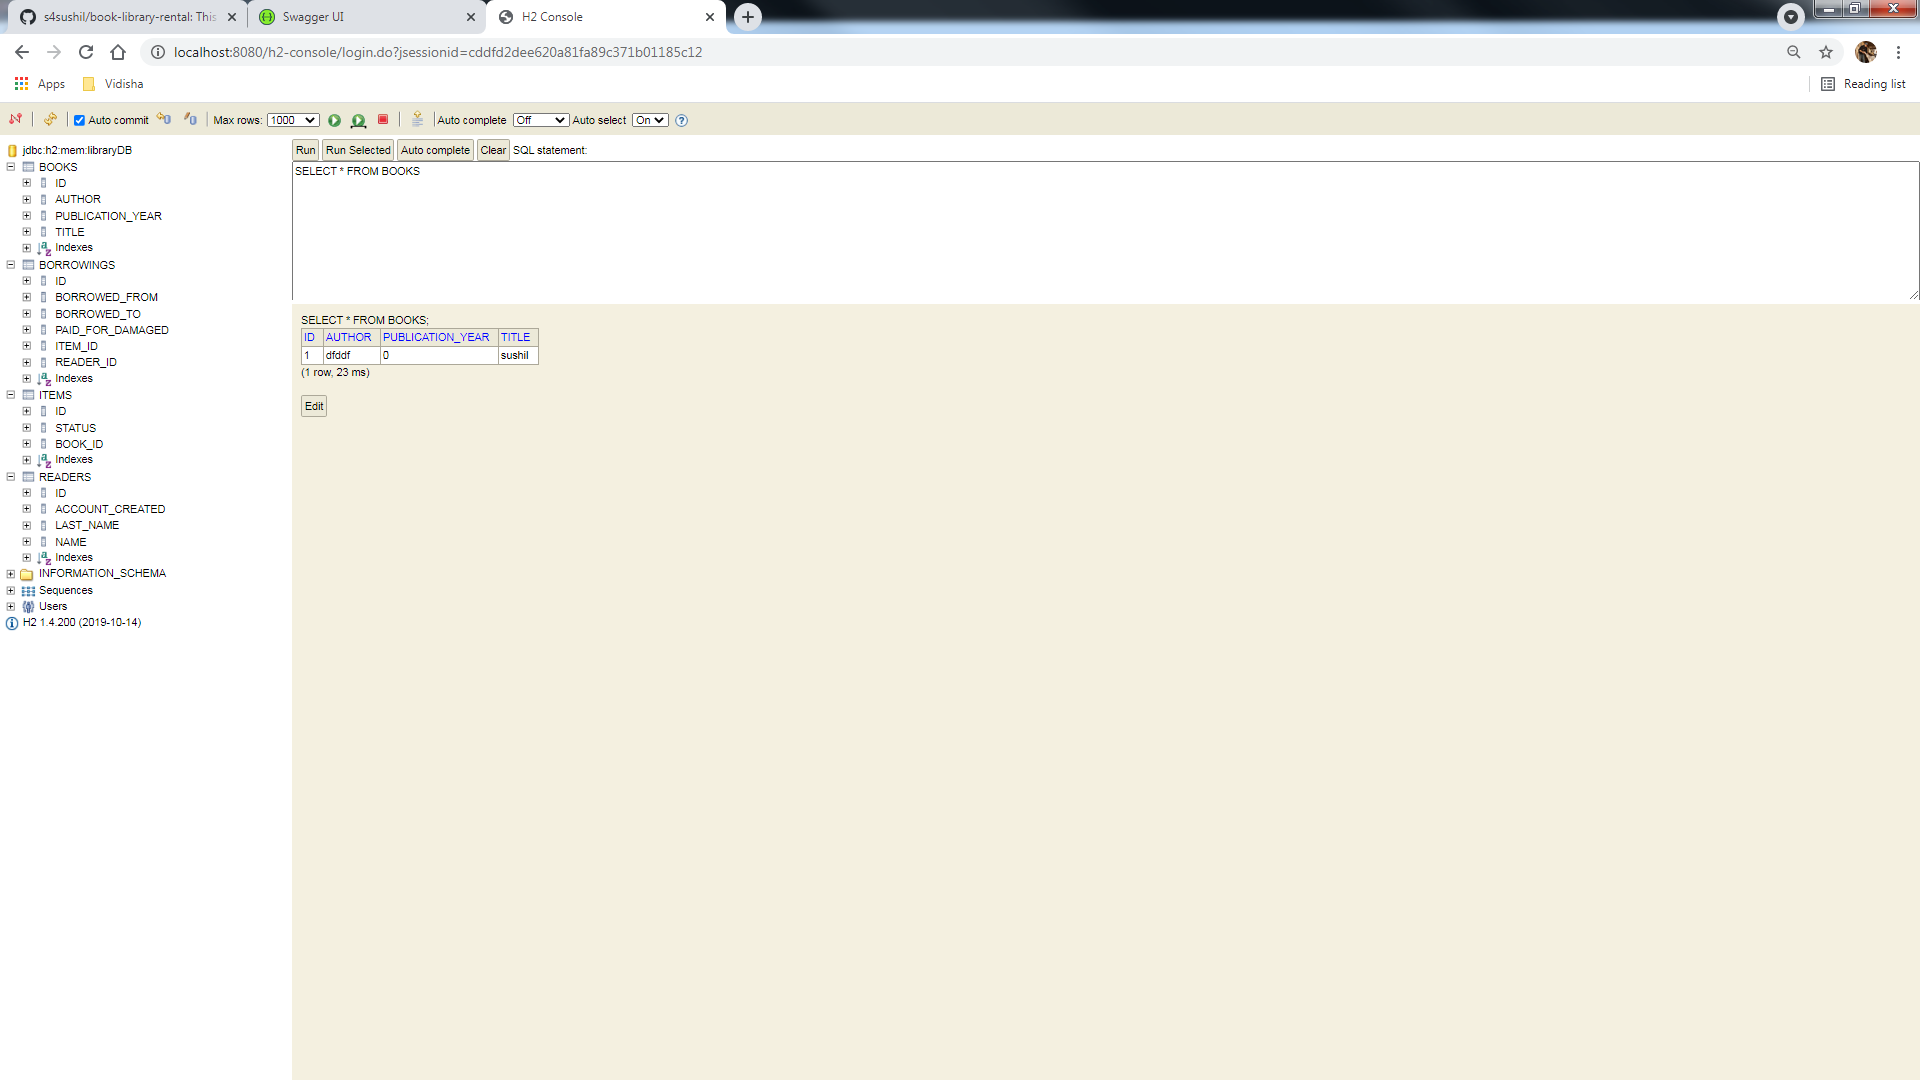 s4sushil/book-library-rental: This
Swagger UI
H2 Console
localhost:8080/h2-console/login.do?jsessionid=cddfd2dee620a81fa89c371b01185c12
Apps
Vidisha
Reading list
Auto commit
Max rows: 1000
Auto complete Off
Auto select On
jdbc:h2:mem:libraryDB
BOOKS
ID
AUTHOR
PUBLICATION_YEAR
TITLE
Indexes
BORROWINGS
ID
BORROWED_FROM
BORROWED_TO
PAID_FOR_DAMAGED
ITEM_ID
READER_ID
Indexes
ITEMS
ID
STATUS
BOOK_ID
Indexes
READERS
ID
ACCOUNT_CREATED
LAST_NAME
NAME
Indexes
INFORMATION_SCHEMA
Sequences
Users
H2 1.4.200 (2019-10-14)
Run Run Selected Auto complete Clear SQL statement:
SELECT * FROM BOOKS
SELECT * FROM BOOKS;
ID AUTHOR PUBLICATION_YEAR TITLE
1 dfddf 0 sushil
(1 row, 23 ms)
Edit